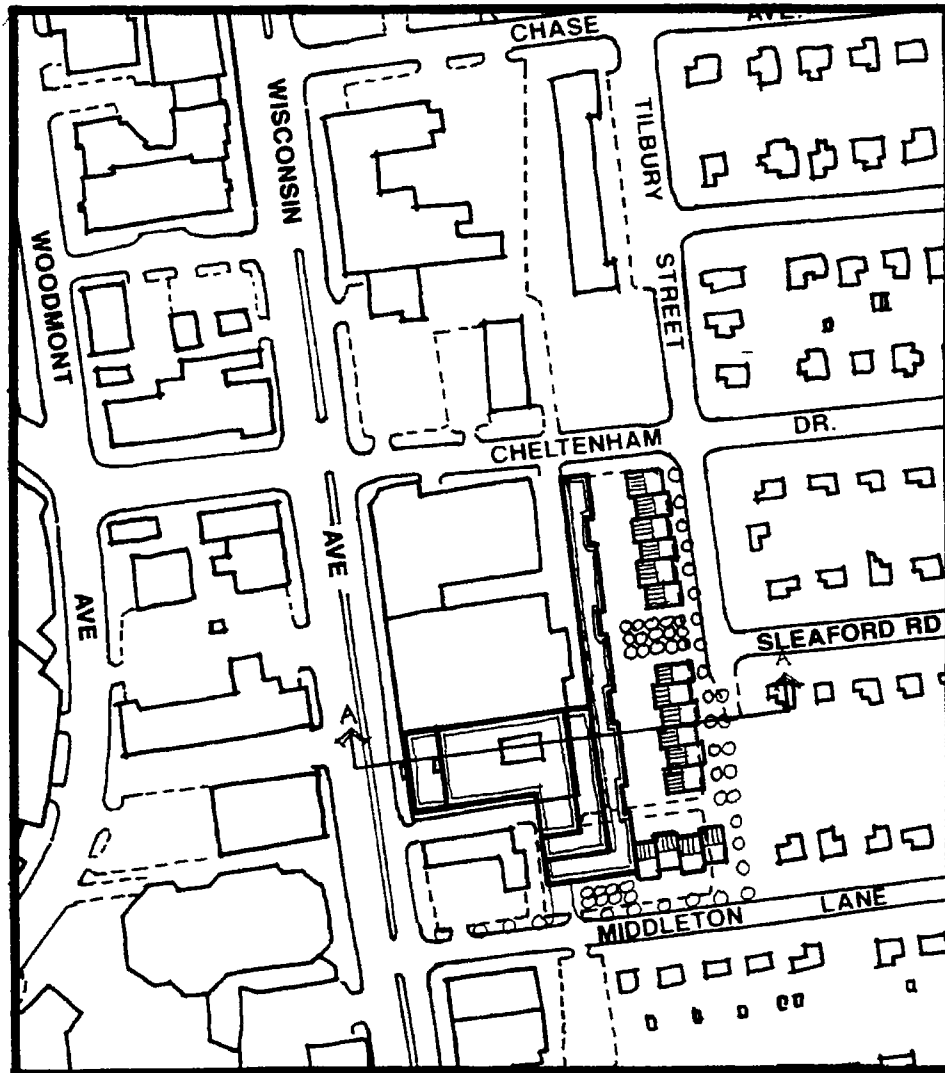 AVE.
CHASE
WISCONSIN
TILBURY
WOODMONT
STREET
DR.
CHELTENHAM
AVE
AVE
SLEAFORD RD
A
A
LANE
MIDDLETON